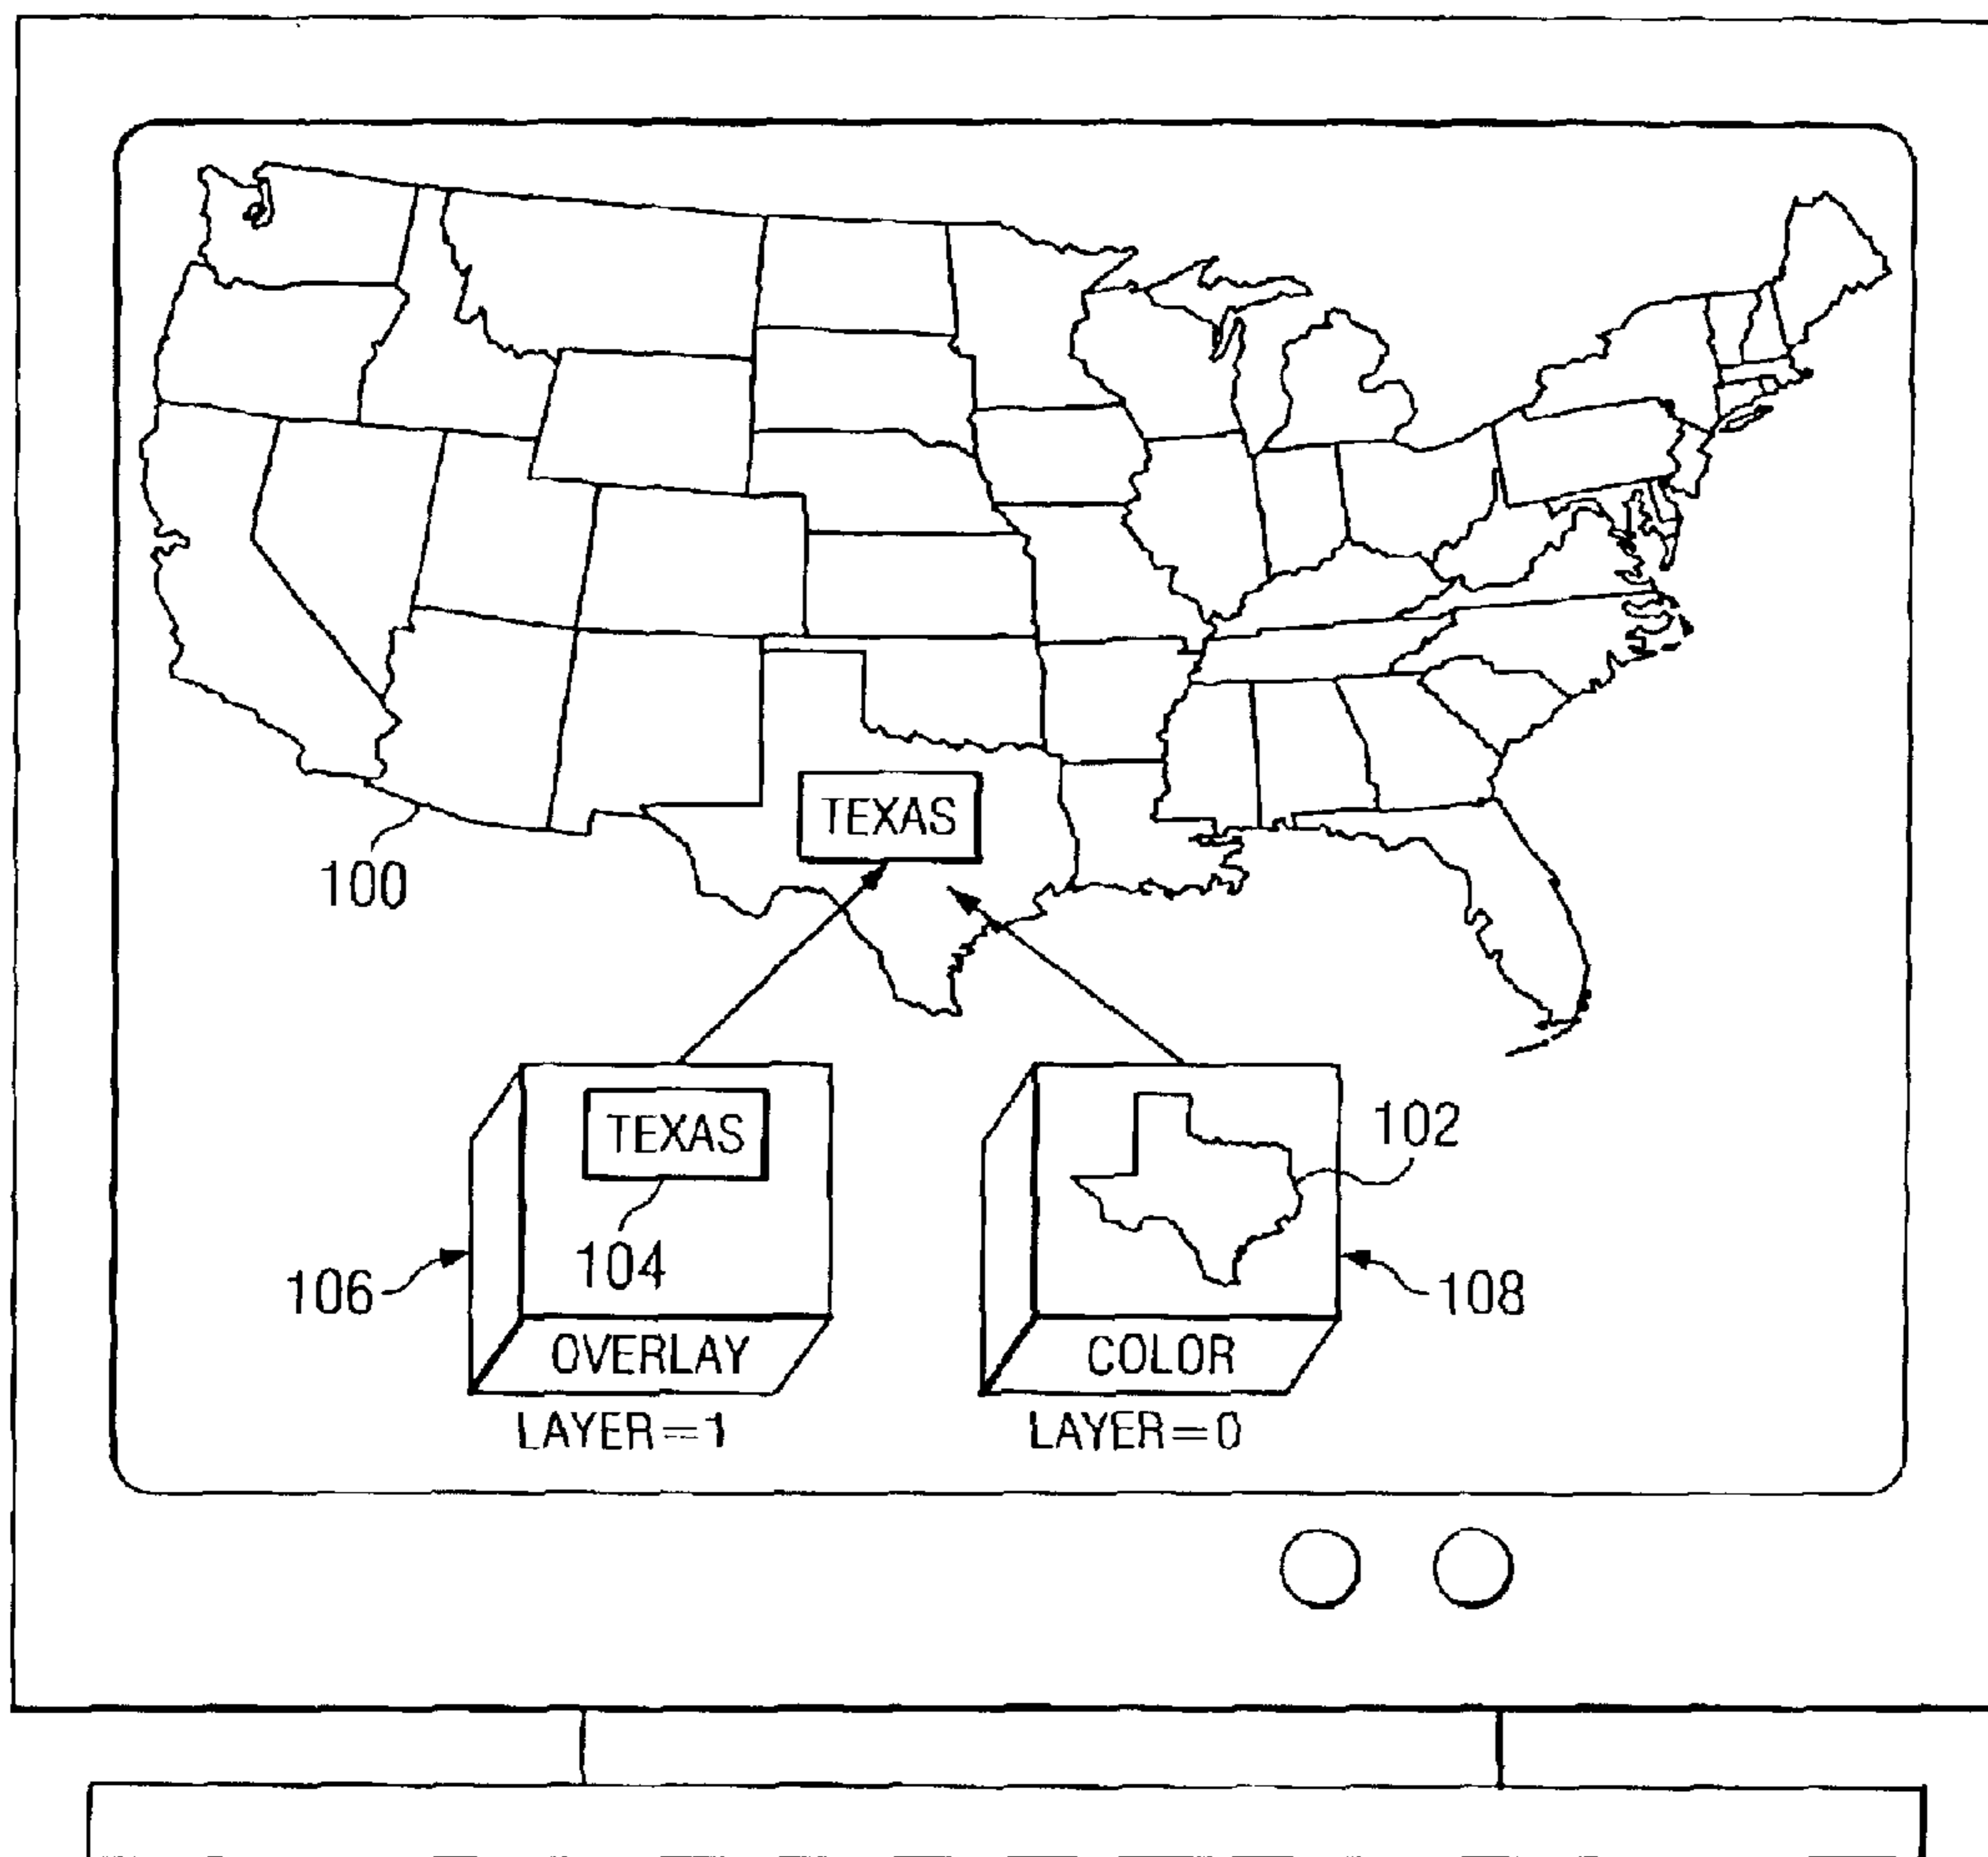 TEXAS
100
TEXAS
102
104
106
108
OVERLAY
COLOR
LAYER=1
LAYER=0